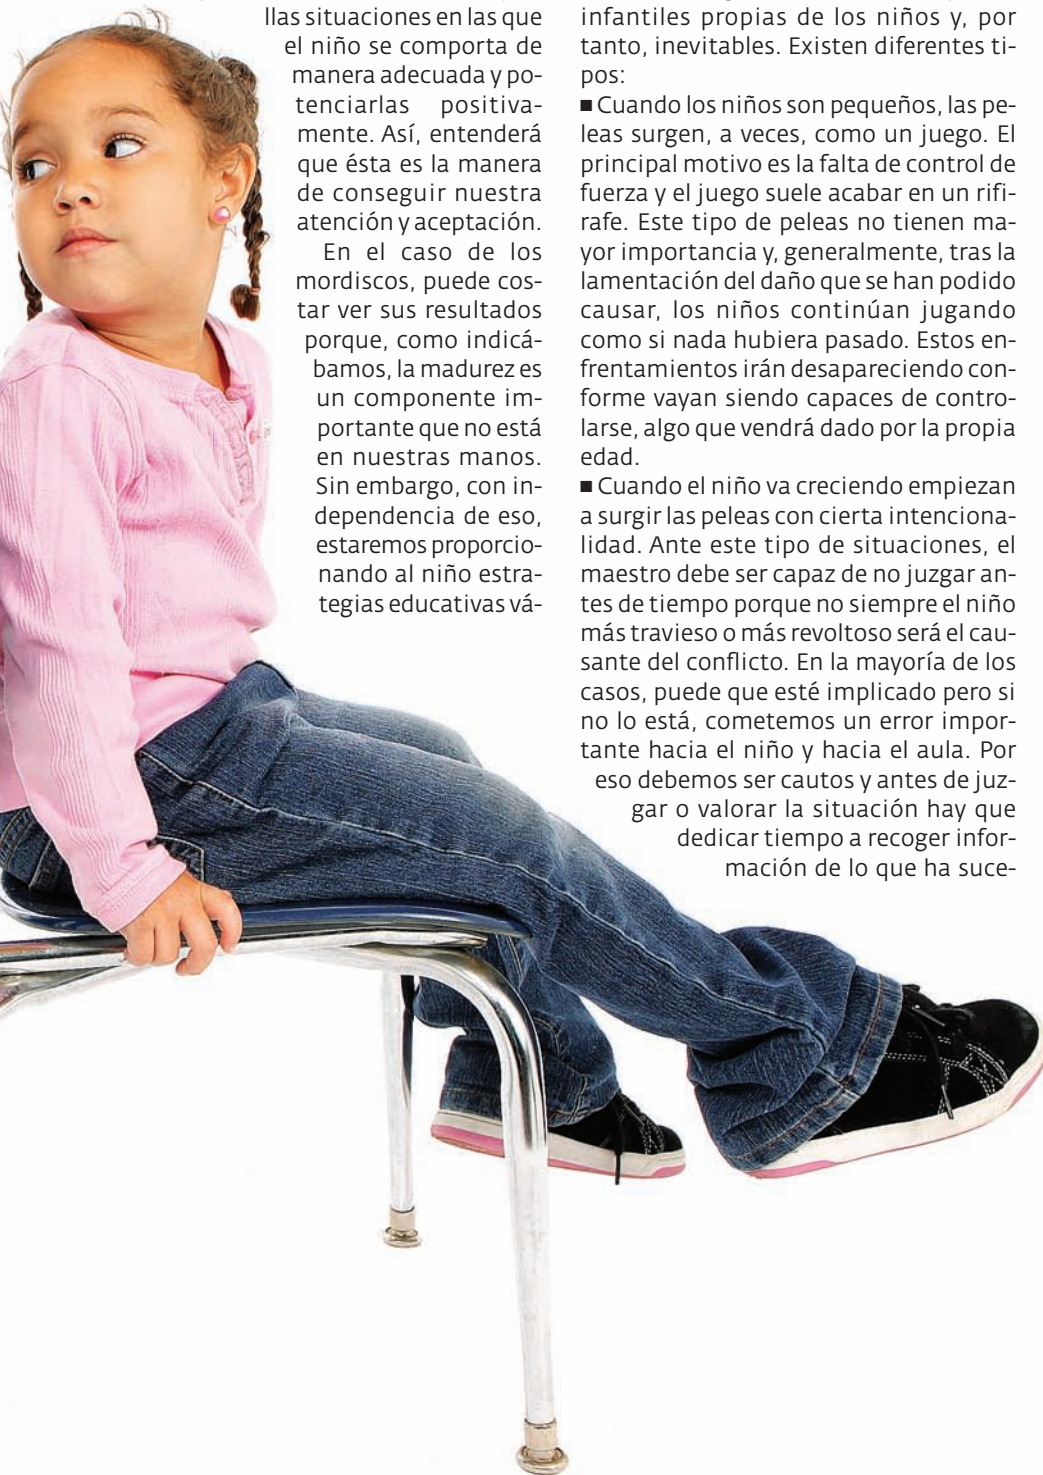 llas situaciones en las que
el niño se comporta de
manera adecuada y po-
tenciarlas positiva-
mente. Así, entenderá
que ésta es la manera
de conseguir nuestra
atención y aceptación.
En el caso de los
mordiscos, puede cos-
tar ver sus resultados
porque, como indicá-
bamos, la madurez es
un componente im-
portante que no está
en nuestras manos.
Sin embargo, con in-
dependencia de eso,
estaremos proporcio-
nando al niño estra-
tegias educativas vá-
infantiles propias de los niños y, por
tanto, inevitables. Existen diferentes ti-
pos:
■ Cuando los niños son pequeños, las pe-
leas surgen, a veces, como un juego. El
principal motivo es la falta de control de
fuerza y el juego suele acabar en un rifi-
rafe. Este tipo de peleas no tienen ma-
yor importancia y, generalmente, tras la
lamentación del daño que se han podido
causar, los niños continúan jugando
como si nada hubiera pasado. Estos en-
frentamientos irán desapareciendo con-
forme vayan siendo capaces de contro-
larse, algo que vendrá dado por la propia
edad.
■ Cuando el niño va creciendo empiezan
a surgir las peleas con cierta intenciona-
lidad. Ante este tipo de situaciones, el
maestro debe ser capaz de no juzgar an-
tes de tiempo porque no siempre el niño
más travieso o más revoltoso será el cau-
sante del conflicto. En la mayoría de los
casos, puede que esté implicado pero si
no lo está, cometemos un error impor-
tante hacia el niño y hacia el aula. Por
eso debemos ser cautos y antes de juz-
gar o valorar la situación hay que
dedicar tiempo a recoger infor-
mación de lo que ha suce-